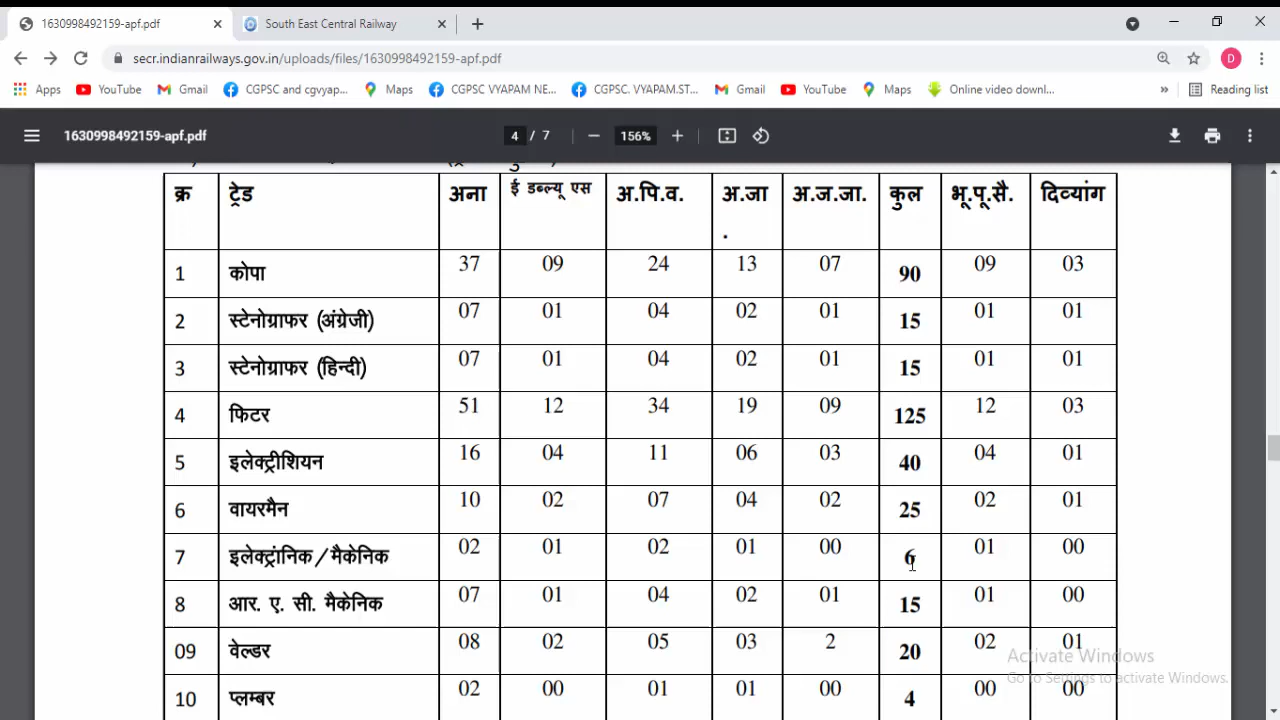 1630998492159-apf.pdf
South East Central Railway
secr.indianrailways.gov.in/uploads/files/1630998492159-apf.pdf
D
Apps YouTube Gmail CGPSC and cgvyap... Maps CGPSC VYAPAM NE... CGPSC. VYAPAM.ST... Gmail YouTube Maps Online video downl... » Reading list
1630998492159-apf.pdf 4 / 7 156%
क्र ट्रेड अना ई डब्ल्यू एस अ.पि.व. अ.जा. अ.ज.जा. कुल भू.पू.सै. दिव्यांग
1 कोपा 37 09 24 13 07 90 09 03
2 स्टेनोग्राफर (अंग्रेजी) 07 01 04 02 01 15 01 01
3 स्टेनोग्राफर (हिन्दी) 07 01 04 02 01 15 01 01
4 फिटर 51 12 34 19 09 125 12 03
5 इलेक्ट्रीशियन 16 04 11 06 03 40 04 01
6 वायरमैन 10 02 07 04 02 25 02 01
7 इलेक्ट्रांनिक/मैकेनिक 02 01 02 01 00 6 01 00
8 आर. ए. सी. मैकेनिक 07 01 04 02 01 15 01 00
09 वेल्डर 08 02 05 03 2 20 02 01
10 प्लम्बर 02 00 01 01 00 4 00 00
Activate Windows
Go to Settings to activate Windows.